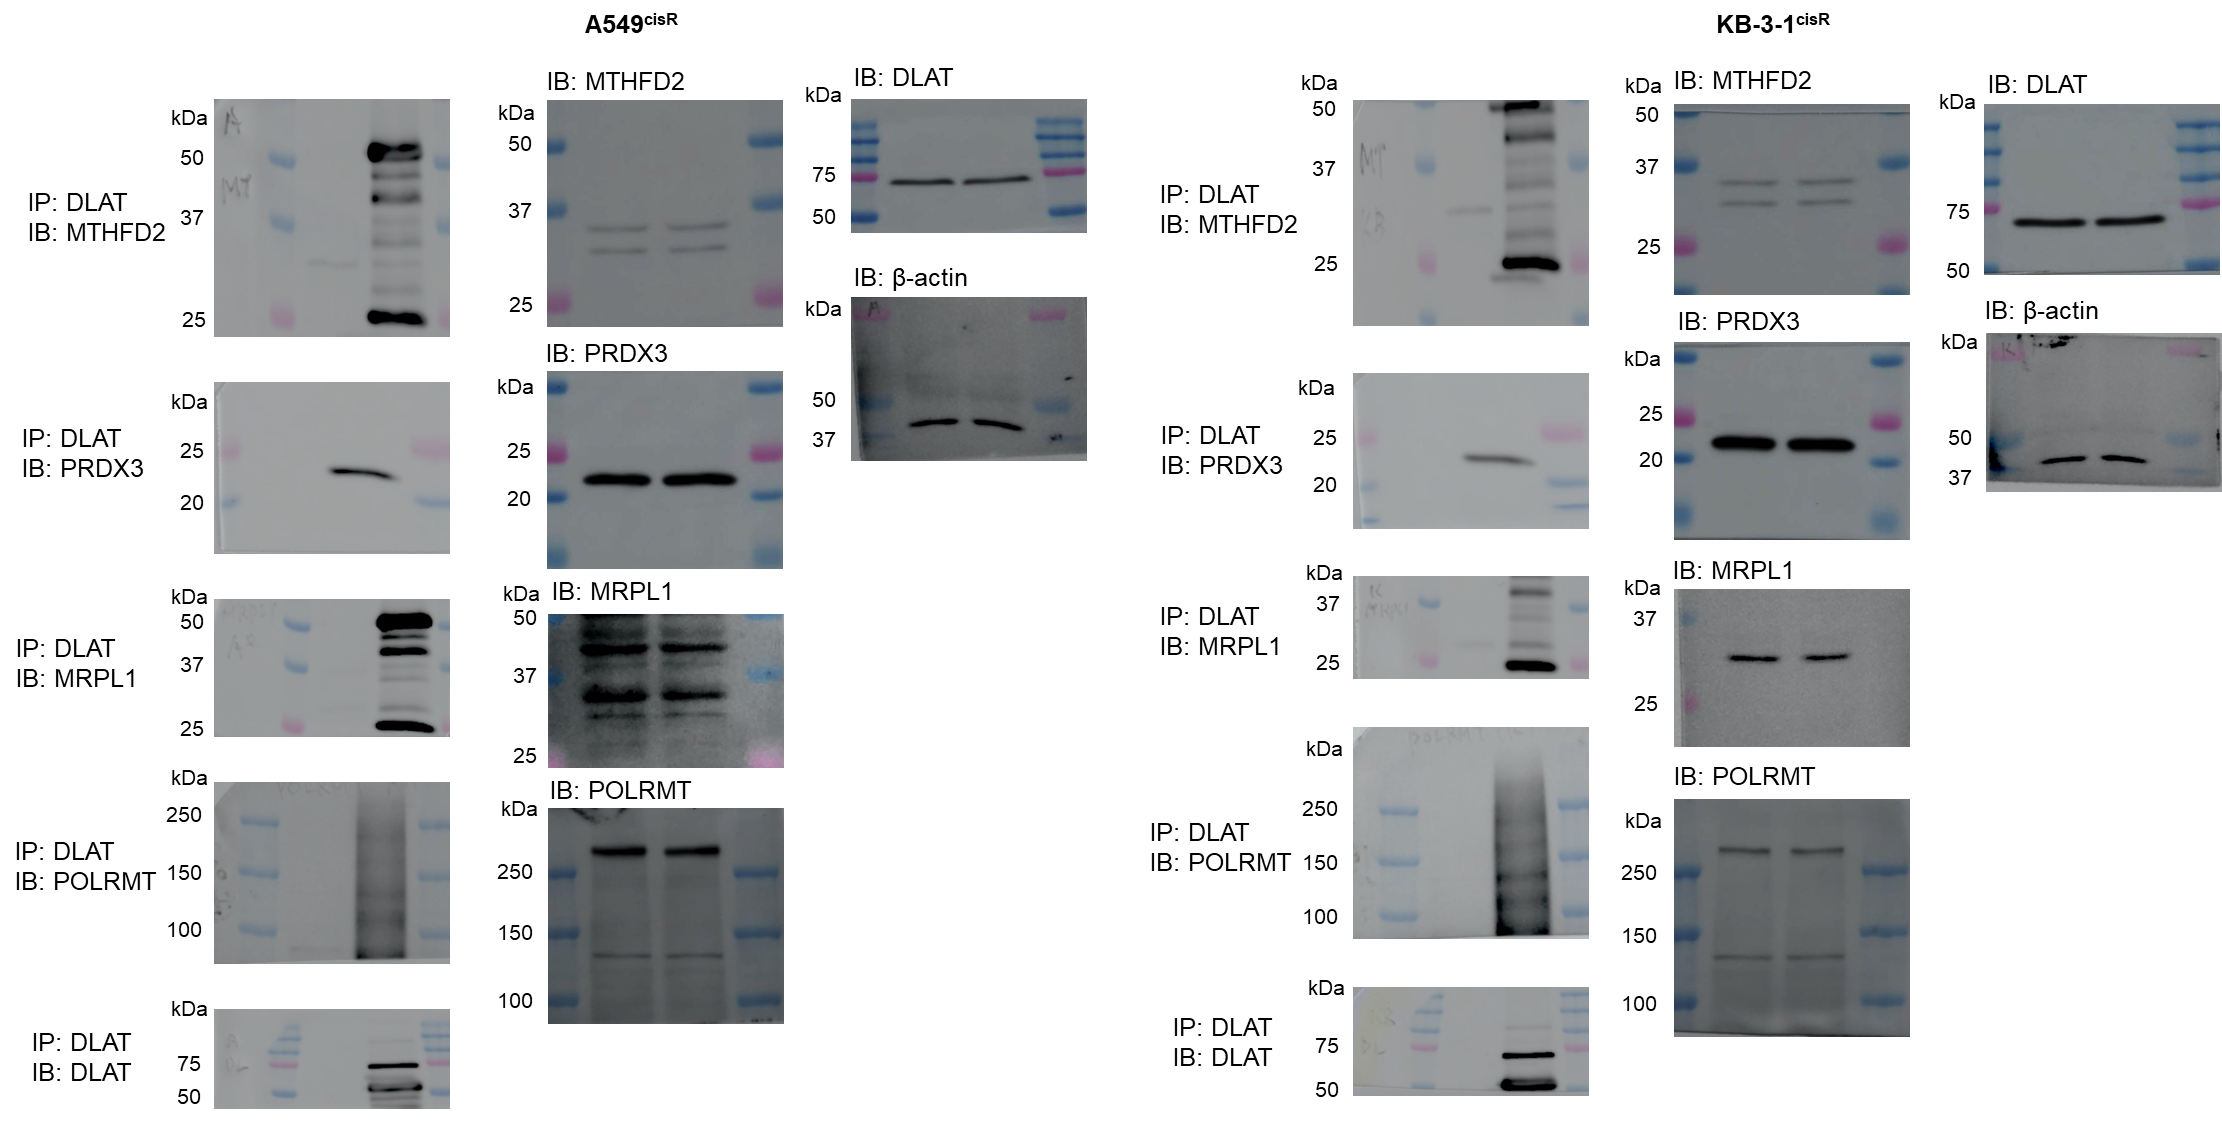 A549cisR
IP: DLAT
IB: MTHFD2
kDa
50
37
25
IP: DLAT
IB: PRDX3
kDa
25
20
IP: DLAT
IB: MRPL1
kDa
50
37
25
IP: DLAT
IB: POLRMT
kDa
250
150
100
IP: DLAT
IB: DLAT
kDa
75
50
IB: MTHFD2
kDa
50
37
25
IB: PRDX3
kDa
25
20
IB: MRPL1
kDa
50
37
25
IB: POLRMT
kDa
250
150
100
IB: DLAT
kDa
75
50
IB: β-actin
kDa
50
37
KB-3-1cisR
IP: DLAT
IB: MTHFD2
kDa
50
37
25
IP: DLAT
IB: PRDX3
kDa
25
20
IP: DLAT
IB: MRPL1
kDa
37
25
IP: DLAT
IB: POLRMT
kDa
250
150
100
IP: DLAT
IB: DLAT
kDa
75
50
IB: MTHFD2
kDa
50
37
25
IB: PRDX3
kDa
25
20
IB: MRPL1
kDa
37
25
IB: POLRMT
kDa
250
150
100
IB: DLAT
kDa
75
50
IB: β-actin
kDa
50
37